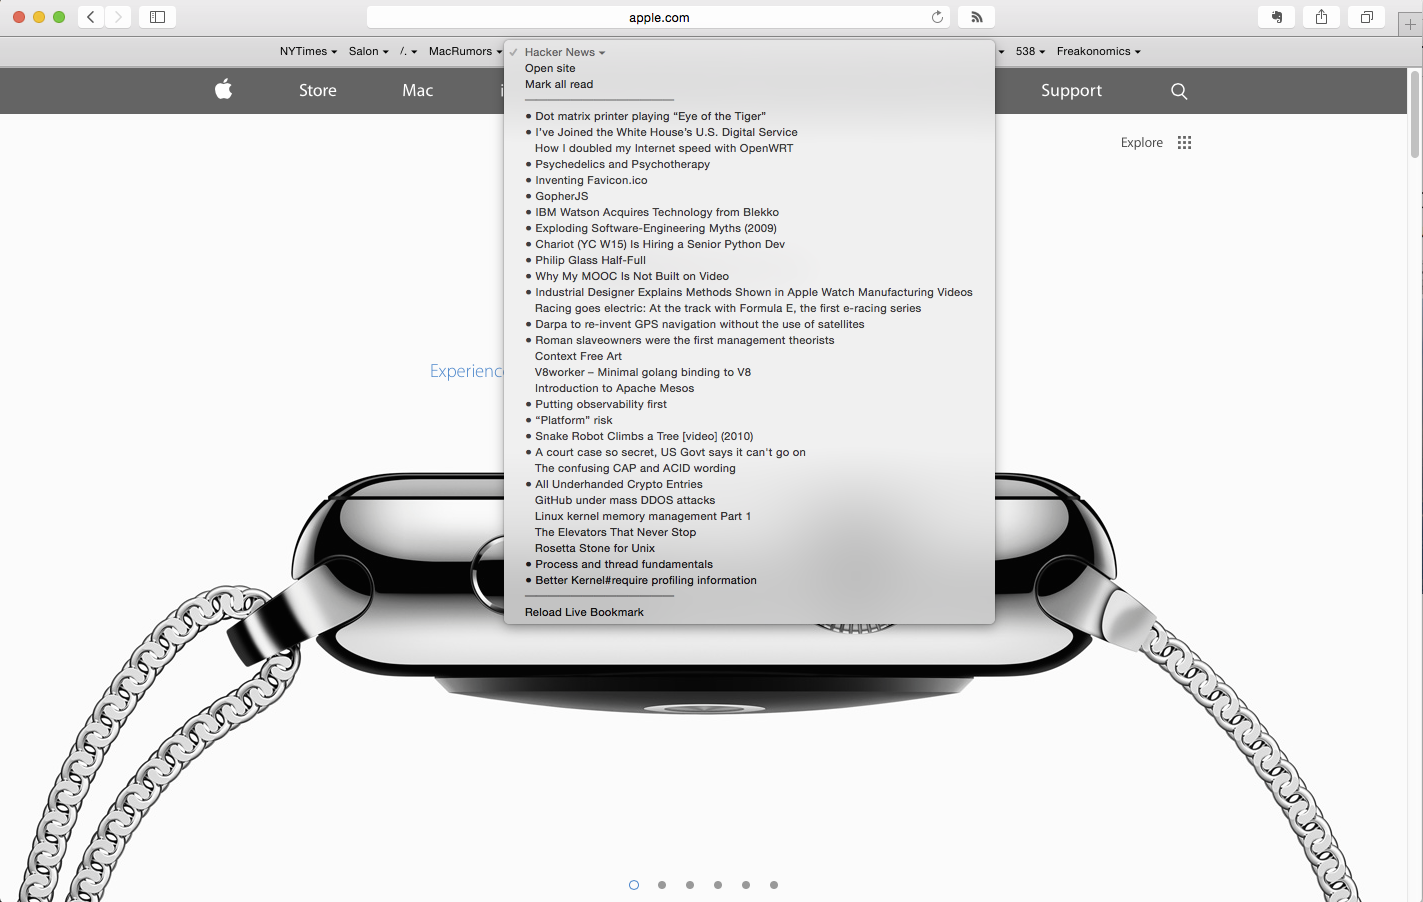 apple.com
NYTimes
Salon
/.
MacRumors
✓ Hacker News
538
Freakonomics
Open site
Mark all read
Store
Mac
Support
Explore
• Dot matrix printer playing “Eye of the Tiger”
• I've Joined the White House's U.S. Digital Service
How I doubled my Internet speed with OpenWRT
• Psychedelics and Psychotherapy
• Inventing Favicon.ico
• GopherJS
• IBM Watson Acquires Technology from Blekko
• Exploding Software-Engineering Myths (2009)
• Chariot (YC W15) Is Hiring a Senior Python Dev
• Philip Glass Half-Full
• Why My MOOC Is Not Built on Video
• Industrial Designer Explains Methods Shown in Apple Watch Manufacturing Videos
Racing goes electric: At the track with Formula E, the first e-racing series
• Darpa to re-invent GPS navigation without the use of satellites
• Roman slaveowners were the first management theorists
Context Free Art
V8worker – Minimal golang binding to V8
Experienc
Introduction to Apache Mesos
• Putting observability first
• “Platform” risk
• Snake Robot Climbs a Tree [video] (2010)
• A court case so secret, US Govt says it can't go on
The confusing CAP and ACID wording
• All Underhanded Crypto Entries
GitHub under mass DDOS attacks
Linux kernel memory management Part 1
The Elevators That Never Stop
Rosetta Stone for Unix
• Process and thread fundamentals
• Better Kernel#require profiling information
Reload Live Bookmark